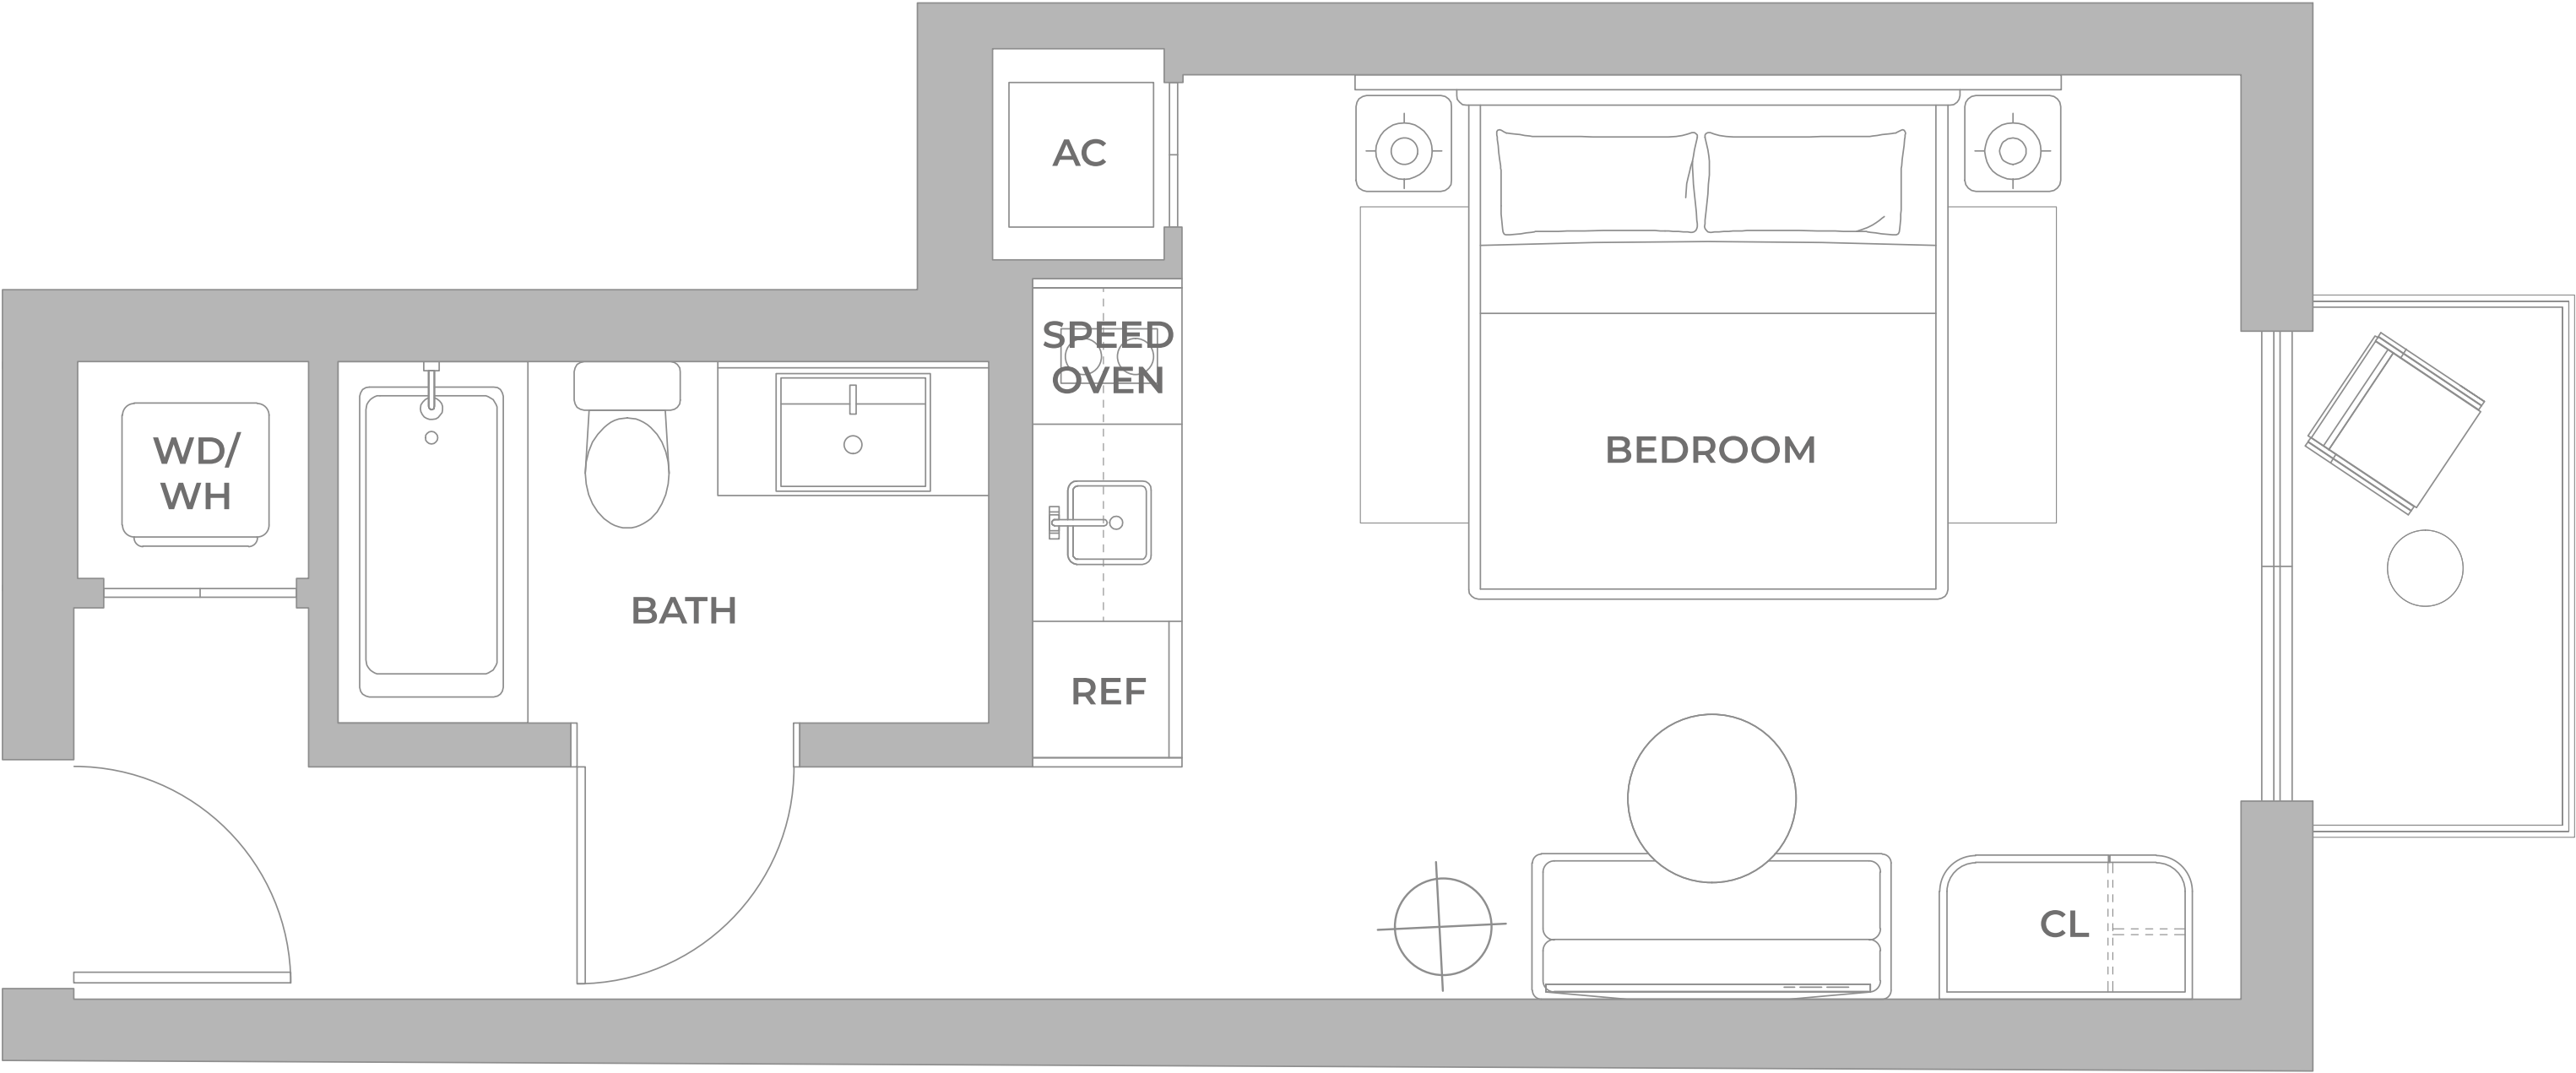 AC
SPEED
OVEN
WD/
WH
BEDROOM
BATH
REF
CL